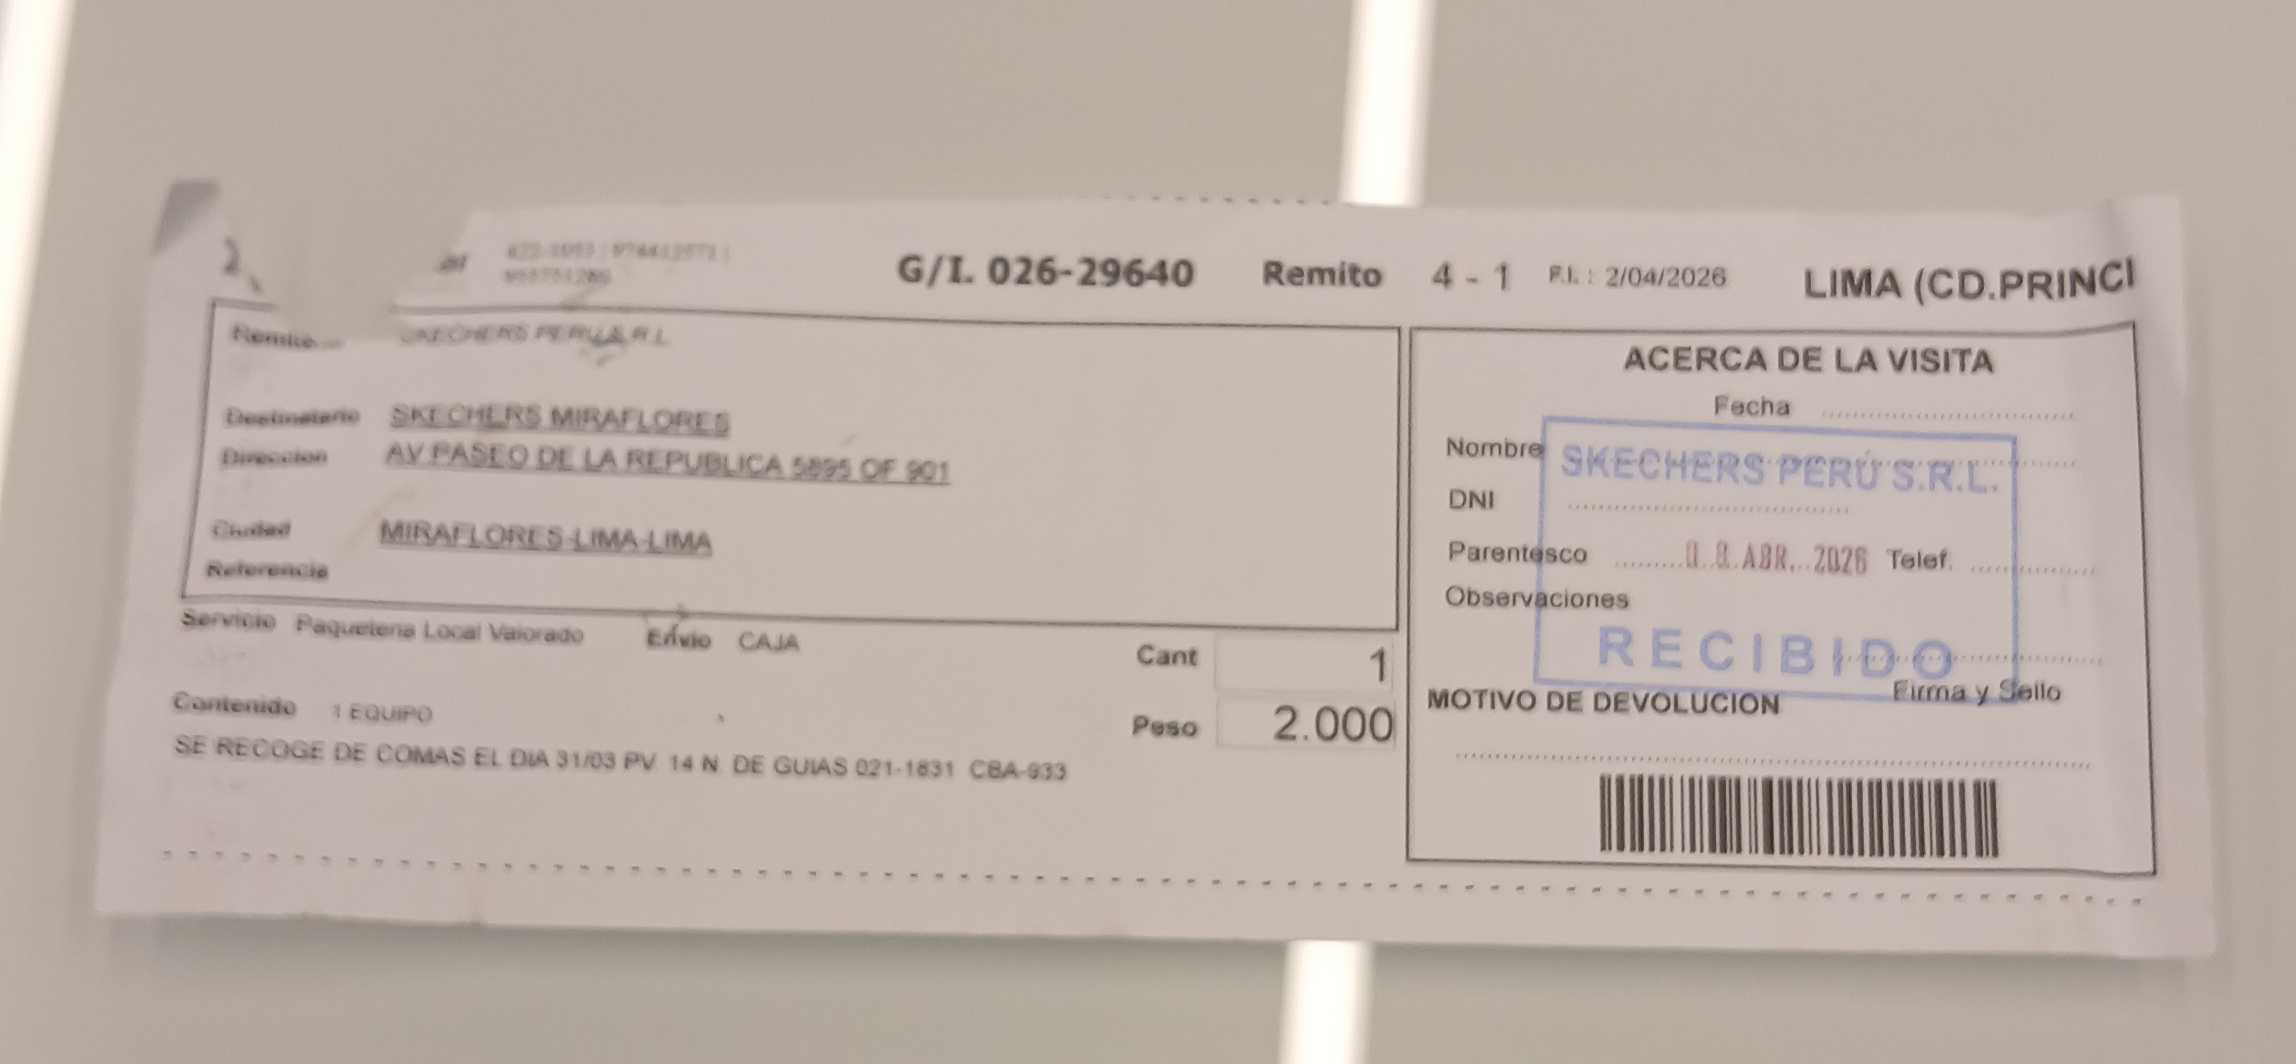 G/I. 026-29640 Remito 4 - 1 F.I. : 2/04/2026 LIMA (CD.PRINCI
SKECHERS PERU S.R.L
Destinatario SKECHERS MIRAFLORES
Direccion AV PASEO DE LA REPUBLICA 5895 OF 901
Ciudad MIRAFLORES-LIMA-LIMA
Referencia
Servicio Paqueteria Local Valorado Envio CAJA
Cant 1
Contenido 1 EQUIPO
Peso 2.000
SE RECOGE DE COMAS EL DIA 31/03 PV 14 N DE GUIAS 021-1831 CBA-933
ACERCA DE LA VISITA
Fecha
Nombre
SKECHERS PERÚ S.R.L.
DNI
Parentesco 08 ABR. 2026 Telef.
Observaciones
RECIBIDO
Firma y Sello
MOTIVO DE DEVOLUCION